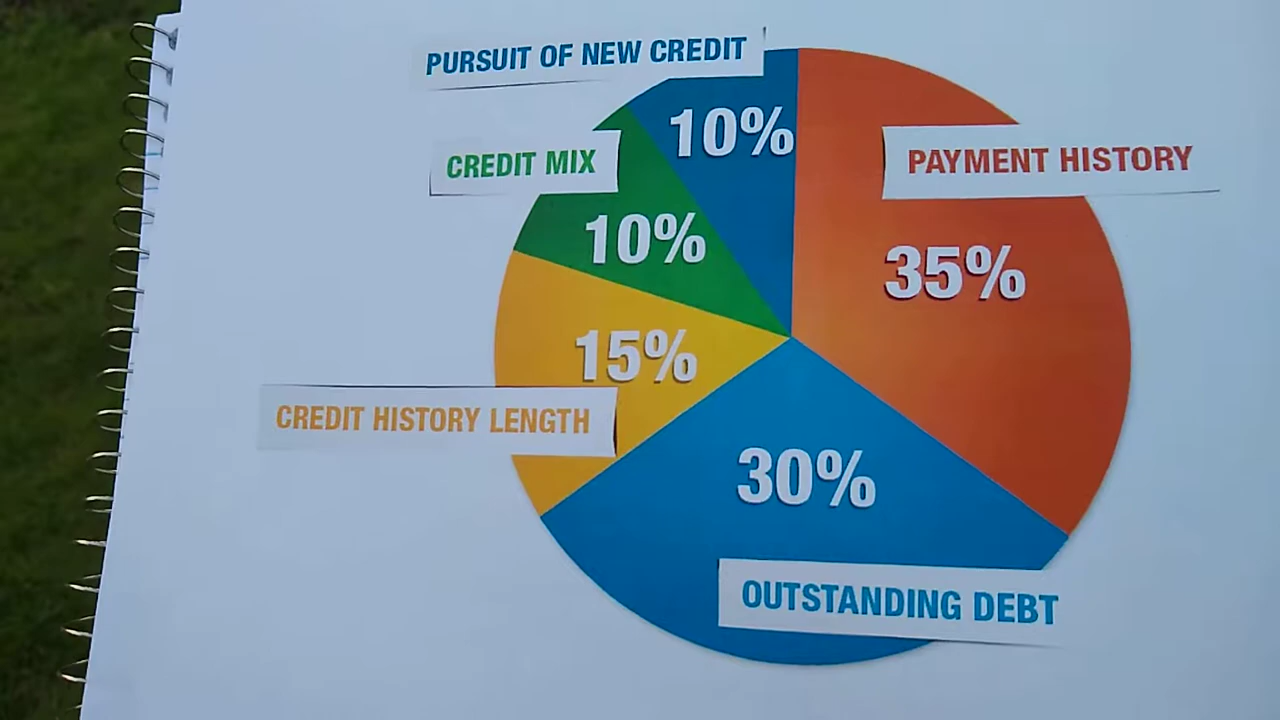 PURSUIT OF NEW CREDIT
10%
PAYMENT HISTORY
35%
CREDIT MIX
10%
15%
CREDIT HISTORY LENGTH
30%
OUTSTANDING DEBT